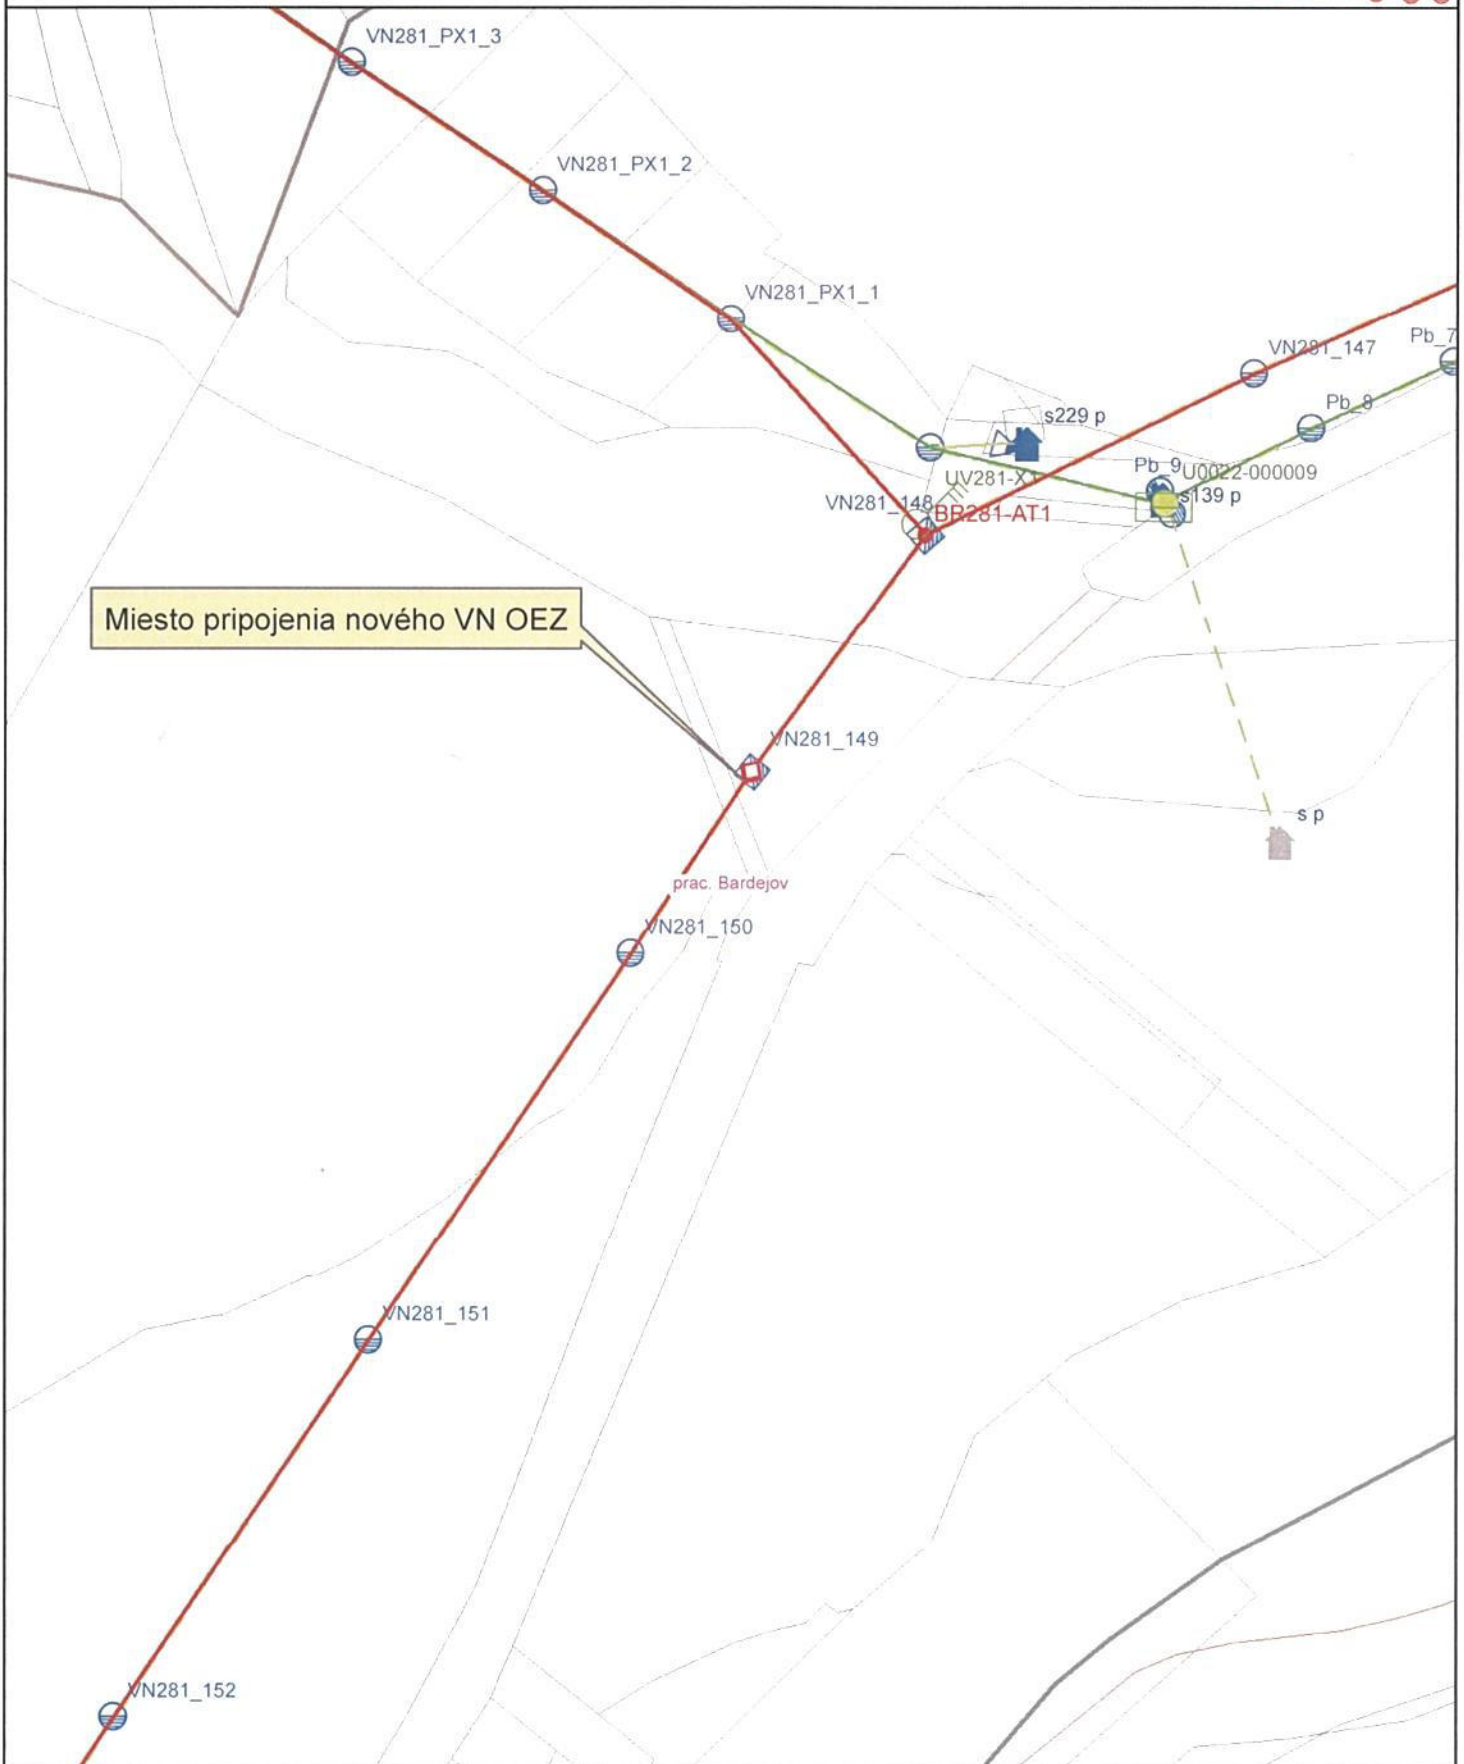 VN281_PX1_3
VN281_PX1_2
VN281_PX1_1
VN281_147
Pb_7
Pb_8
s229 p
Pb_9
U0022-000009
UV281-X1
s139 p
VN281_148
BR281-AT1
Miesto pripojenia nového VN OEZ
VN281_149
s p
prac. Bardejov
VN281_150
VN281_151
VN281_152